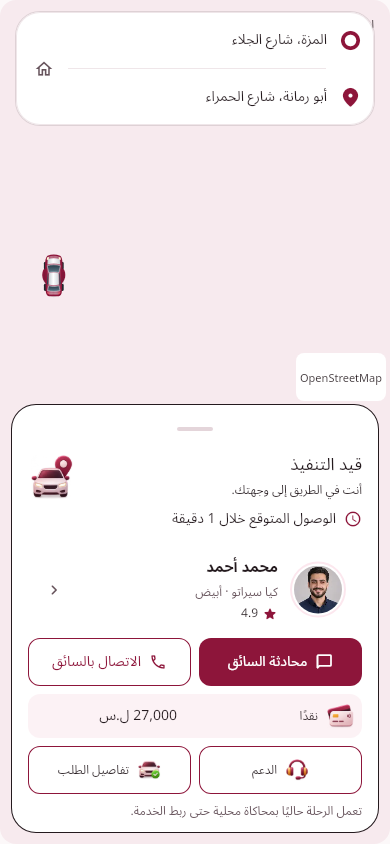 المزة، شارع الجلاء
أبو رمانة، شارع الحمراء
OpenStreetMap
قيد التنفيذ
أنت في الطريق إلى وجهتك.
الوصول المتوقع خلال 1 دقيقة
محمد أحمد
كيا سيراتو · أبيض
4.9
محادثة السائق
الاتصال بالسائق
نقدًا
27,000 ل.س
الدعم
تفاصيل الطلب
تعمل الرحلة حاليًا بمحاكاة محلية حتى ربط الخدمة.